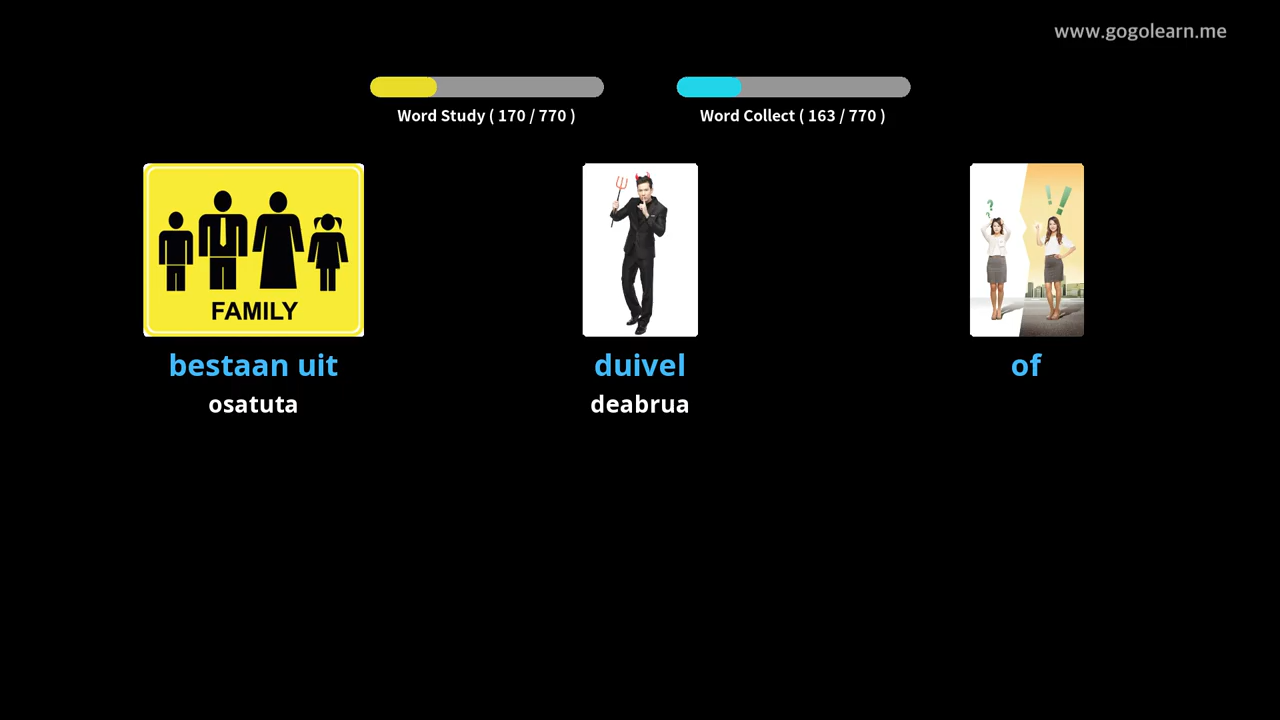 www.gogolearn.me
Word Study ( 170 / 770 )
Word Collect ( 163 / 770 )
FAMILY
bestaan uit
osatuta
duivel
deabrua
of